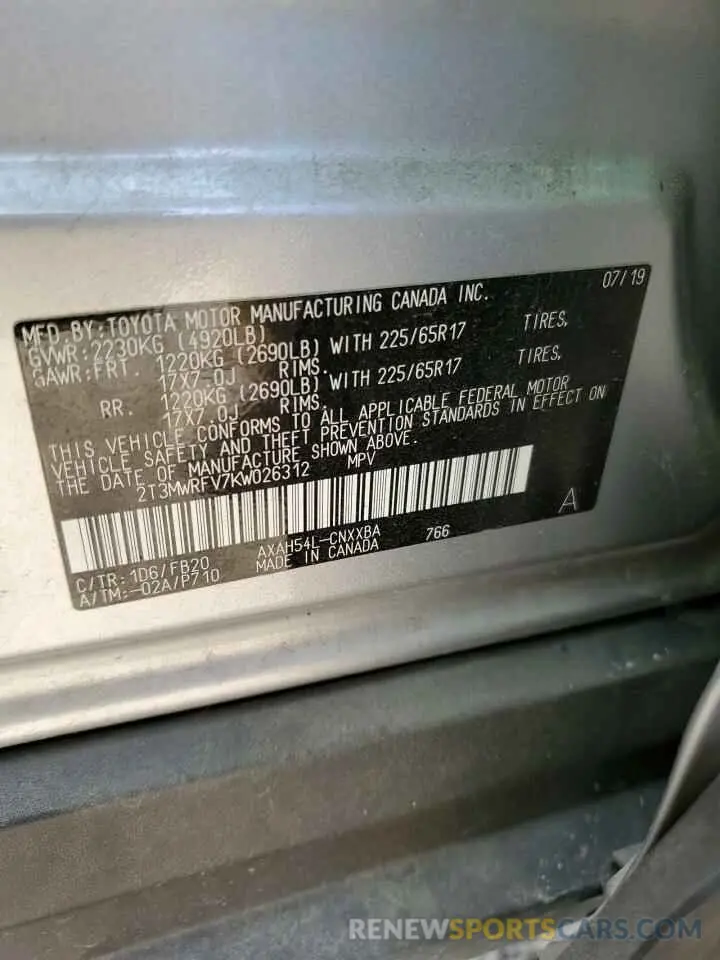 MFD.BY:TOYOTA MOTOR MANUFACTURING CANADA INC. 07/19
GVWR:2230KG (4920LB)
GAWR:FRT. 1220KG (2690LB) WITH 225/65R17 TIRES,
17X7.0J RIMS.
RR. 1220KG (2690LB) WITH 225/65R17 TIRES,
17X7.0J RIMS.
THIS VEHICLE CONFORMS TO ALL APPLICABLE FEDERAL MOTOR
VEHICLE SAFETY AND THEFT PREVENTION STANDARDS IN EFFECT ON
THE DATE OF MANUFACTURE SHOWN ABOVE.
2T3MWRFV7KW026312 MPV
A
C/TR:1D6/FB20 AXAH54L-CNXXBA 766
A/TM:-02A/P710 MADE IN CANADA
RENEWSPORTSCARS.COM